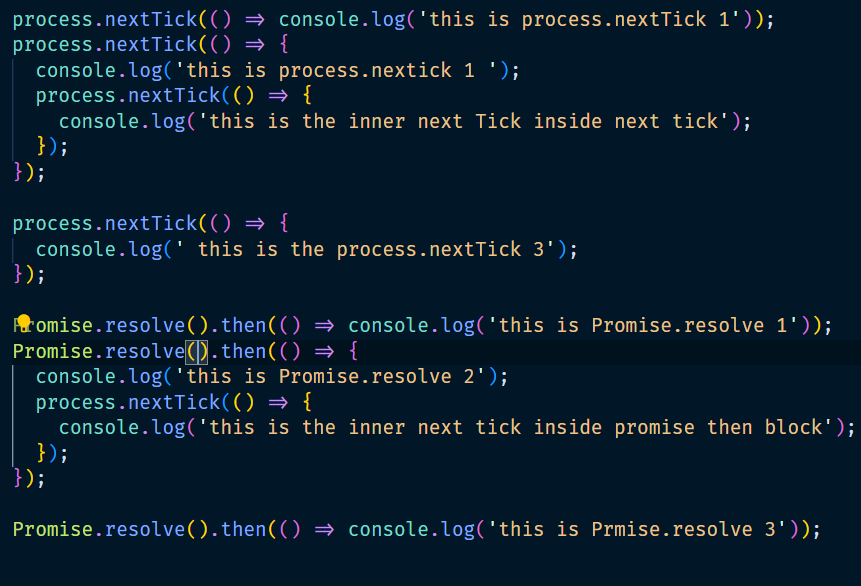 process.nextTick(() => console.log('this is process.nextTick 1'));
process.nextTick(() => {
  console.log('this is process.nextick 1 ');
  process.nextTick(() => {
    console.log('this is the inner next Tick inside next tick');
  });
});

process.nextTick(() => {
  console.log(' this is the process.nextTick 3');
});

Promise.resolve().then(() => console.log('this is Promise.resolve 1'));
Promise.resolve().then(() => {
  console.log('this is Promise.resolve 2');
  process.nextTick(() => {
    console.log('this is the inner next tick inside promise then block');
  });
});

Promise.resolve().then(() => console.log('this is Prmise.resolve 3'));